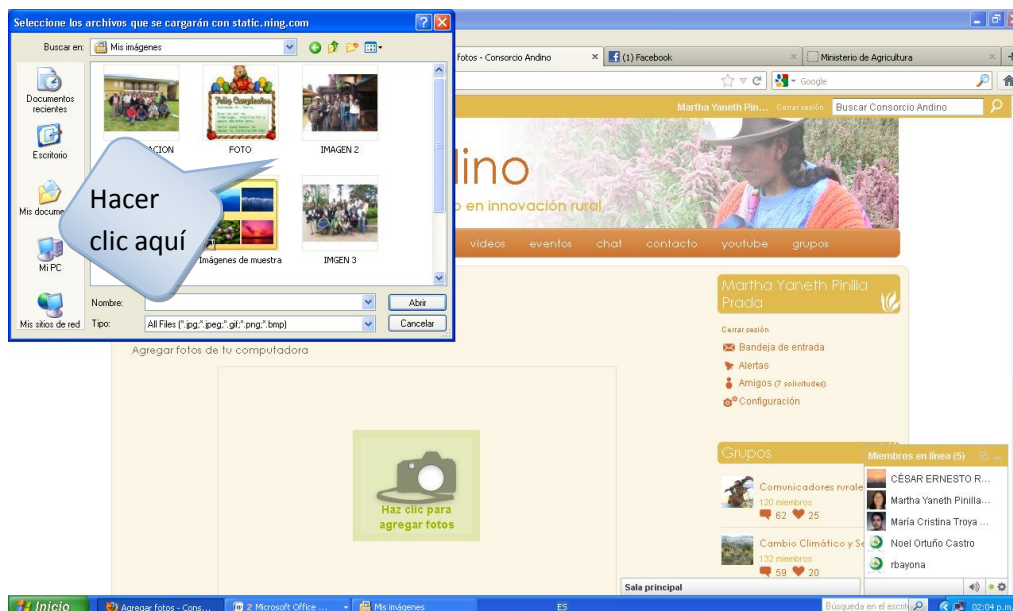 Seleccione los archivos que se cargarán con static.ning.com
Buscar en: Mis imágenes
Documentos
recientes
Escritorio
Mis docume
Mi PC
Mis sitios de red
ACION
FOTO
IMAGEN 2
Imágenes de muestra
IMGEN 3
Hacer
clic aquí
Nombre:
Abrir
Tipo: All Files (*.jpg;*.jpeg;*.gif;*.png;*.bmp)
Cancelar
fotos - Consorcio Andino
(1) Facebook
Ministerio de Agricultura
Google
Martha Yaneth Pin... Cerrar sesión Buscar Consorcio Andino
dino
o en innovación rural
videos eventos chat contacto youtube grupos
Martha Yaneth Pinilla
Prada
Cerrar sesión
Bandeja de entrada
Alertas
Amigos (7 solicitudes)
Configuración
Agregar fotos de tu computadora
Haz clic para
agregar fotos
Grupos
Comunicadores rurale
120 miembros
62 25
Cambio Climático y Se
132 miembros
59 20
Miembros en línea (5)
CÉSAR ERNESTO R...
Martha Yaneth Pinilla...
María Cristina Troya ...
Noel Ortuño Castro
rbayona
Sala principal
Inicio
Agregar fotos - Cons...
2 Microsoft Office ...
Mis imágenes
ES
Búsqueda en el escrit
02:04 p.m.